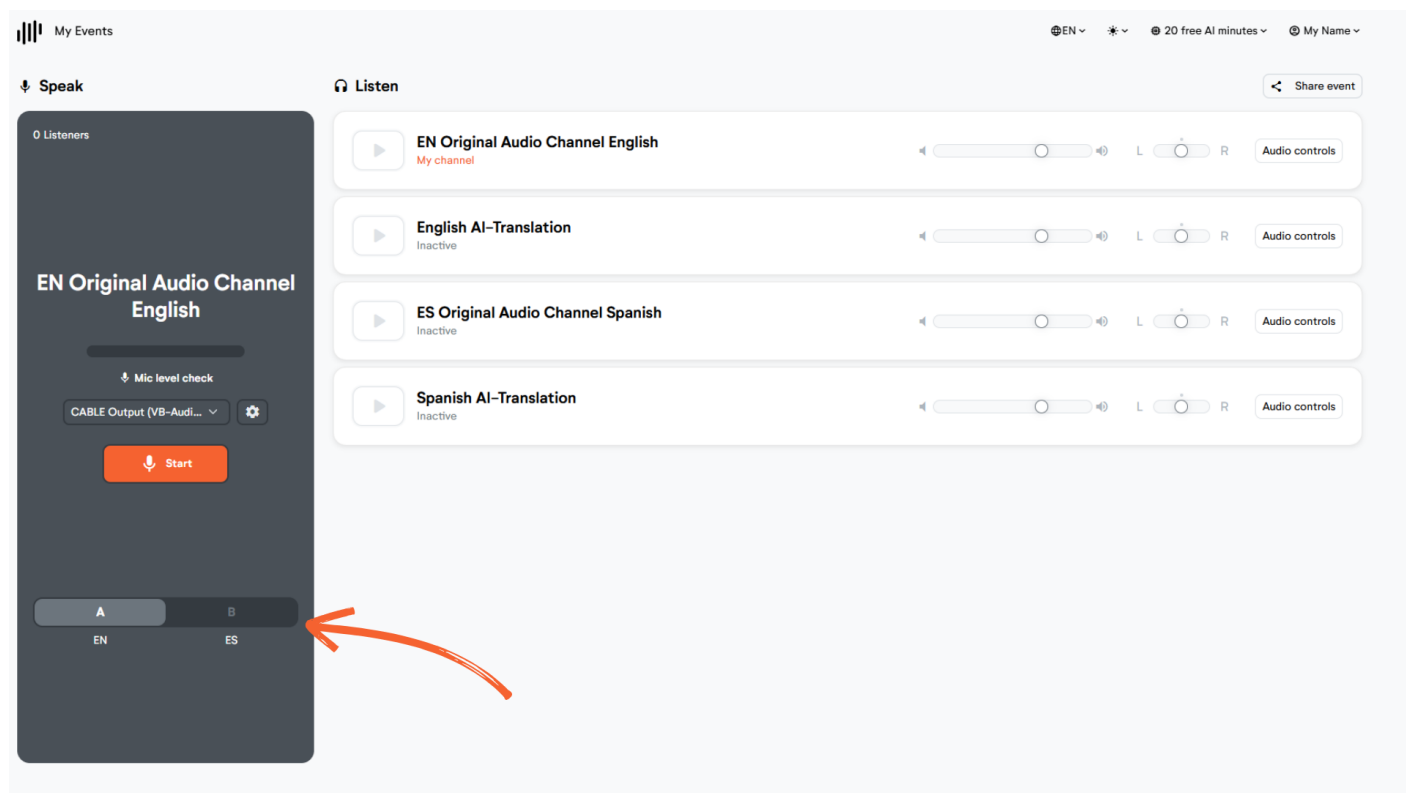 My Events
EN
20 free AI minutes
My Name
Speak
Listen
Share event
0 Listeners
EN Original Audio Channel
English
Mic level check
CABLE Output (VB-Audi...
Start
A B
EN ES
EN Original Audio Channel English
My channel
L R
Audio controls
English AI-Translation
Inactive
L R
Audio controls
ES Original Audio Channel Spanish
Inactive
L R
Audio controls
Spanish AI-Translation
Inactive
L R
Audio controls